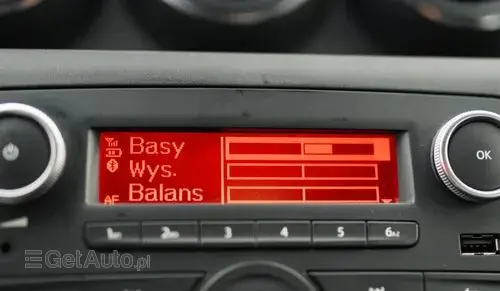 Basy
Wys.
Balans
AF
OK
1
2
3
4
5
6
GetAuto.pl